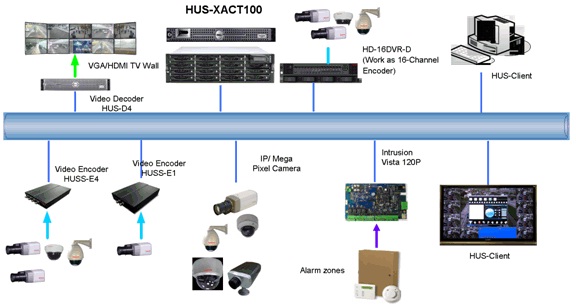 HUS-XACT100
HD-16DVR-D
(Work as 16-Channel
Encoder)
HUS-Client
VGA/HDMI TV Wall
Video Decoder
HUS-D4
Video Encoder
HUSS-E4
Video Encoder
HUSS-E1
IP/ Mega
Pixel Camera
Intrusion
Vista 120P
Alarm zones
HUS-Client